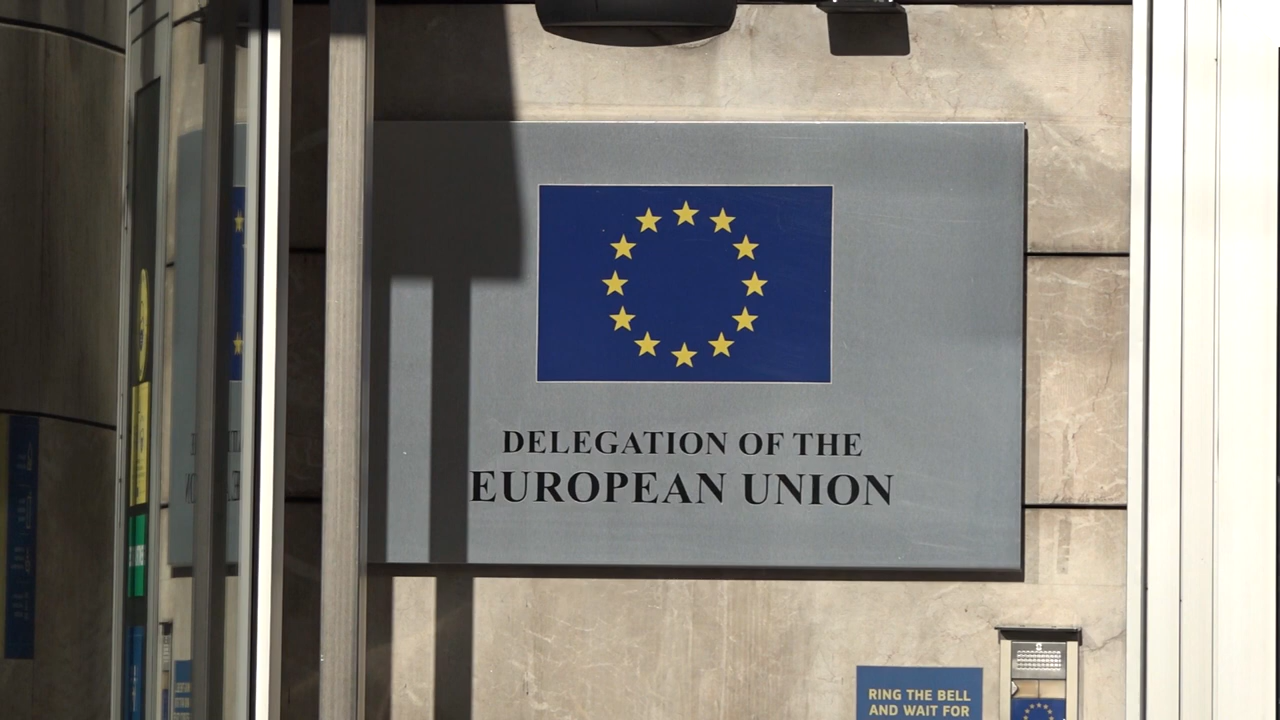 DELEGATION OF THE
EUROPEAN UNION
RING THE BELL
AND WAIT FOR